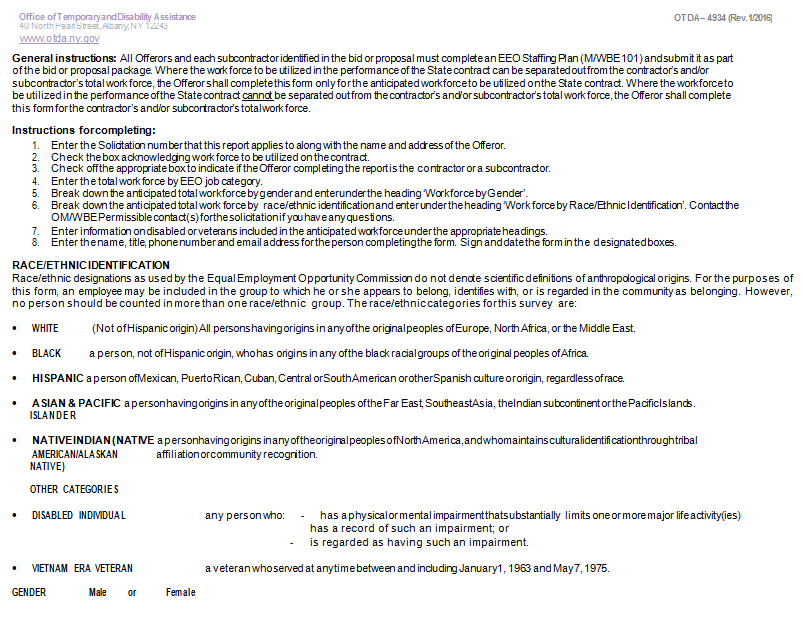 Office of Temporary and Disability Assistance OTDA– 4934 (Rev. 1/2016)
40 North Pearl Street, Albany, NY 12243
www.otda.ny.gov
General instructions: All Offerors and each subcontractor identified in the bid or proposal must complete an EEO Staffing Plan (M/WBE 101) and submit it as part
of the bid or proposal package. Where the work force to be utilized in the performance of the State contract can be separated out from the contractor's and/or
subcontractor's total work force, the Offeror shall complete this form only for the anticipated work force to be utilized on the State contract. Where the work force to
be utilized in the performance of the State contract cannot be separated out from the contractor's and/or subcontractor's total work force, the Offeror shall complete
this form for the contractor's and/or subcontractor's total work force.
Instructions for completing:
1. Enter the Solicitation number that this report applies to along with the name and address of the Offeror.
2. Check the box acknowledging work force to be utilized on the contract.
3. Check off the appropriate box to indicate if the Offeror completing the report is the contractor or a subcontractor.
4. Enter the total work force by EEO job category.
5. Break down the anticipated total work force by gender and enter under the heading 'Work force by Gender'.
6. Break down the anticipated total work force by race/ethnic identification and enter under the heading 'Work force by Race/Ethnic Identification'. Contact the
OM/WBE Permissible contact(s) for the solicitation if you have any questions.
7. Enter information on disabled or veterans included in the anticipated work force under the appropriate headings.
8. Enter the name, title, phone number and email address for the person completing the form. Sign and date the form in the designated boxes.
RACE/ETHNIC IDENTIFICATION
Race/ethnic designations as used by the Equal Employment Opportunity Commission do not denote scientific definitions of anthropological origins. For the purposes of
this form, an employee may be included in the group to which he or she appears to belong, identifies with, or is regarded in the community as belonging. However,
no person should be counted in more than one race/ethnic group. The race/ethnic categories for this survey are:
• WHITE (Not of Hispanic origin) All persons having origins in any of the original peoples of Europe, North Africa, or the Middle East.
• BLACK a person, not of Hispanic origin, who has origins in any of the black racial groups of the original peoples of Africa.
• HISPANIC a person of Mexican, Puerto Rican, Cuban, Central or South American or other Spanish culture or origin, regardless of race.
• ASIAN & PACIFIC a person having origins in any of the original peoples of the Far East, Southeast Asia, the Indian subcontinent or the Pacific Islands.
ISLANDER
• NATIVE INDIAN (NATIVE a person having origins in any of the original peoples of North America, and who maintains cultural identification through tribal
AMERICAN/ALASKAN affiliation or community recognition.
NATIVE)
OTHER CATEGORIES
• DISABLED INDIVIDUAL any person who: - has a physical or mental impairment that substantially limits one or more major life activity(ies)
has a record of such an impairment; or
- is regarded as having such an impairment.
• VIETNAM ERA VETERAN a veteran who served at any time between and including January 1, 1963 and May 7, 1975.
GENDER Male or Female